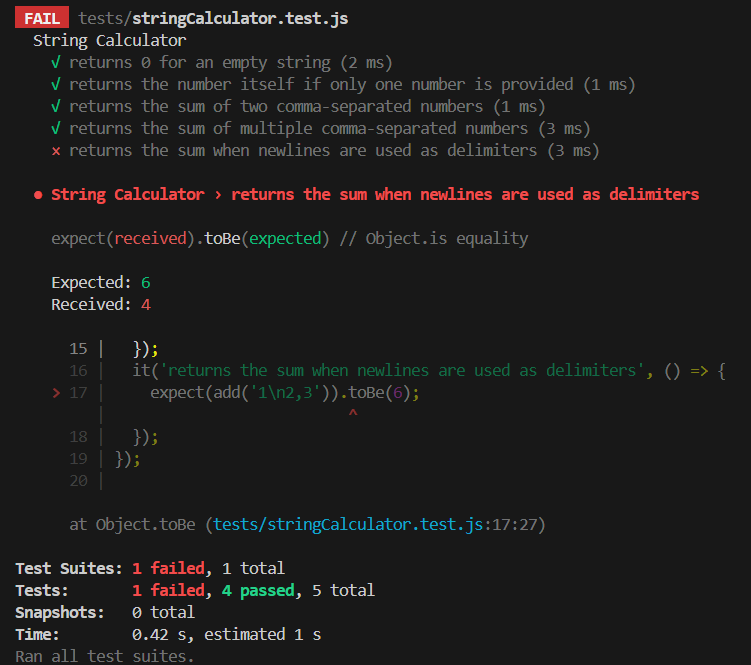 FAIL tests/stringCalculator.test.js
String Calculator
√ returns 0 for an empty string (2 ms)
√ returns the number itself if only one number is provided (1 ms)
√ returns the sum of two comma-separated numbers (1 ms)
√ returns the sum of multiple comma-separated numbers (3 ms)
× returns the sum when newlines are used as delimiters (3 ms)
● String Calculator › returns the sum when newlines are used as delimiters
expect(received).toBe(expected) // Object.is equality
Expected: 6
Received: 4
15 |   });
16 |   it('returns the sum when newlines are used as delimiters', () => {
> 17 |     expect(add('1\n2,3')).toBe(6);
|                           ^
18 |   });
19 | });
20 |
at Object.toBe (tests/stringCalculator.test.js:17:27)
Test Suites: 1 failed, 1 total
Tests:       1 failed, 4 passed, 5 total
Snapshots:   0 total
Time:        0.42 s, estimated 1 s
Ran all test suites.